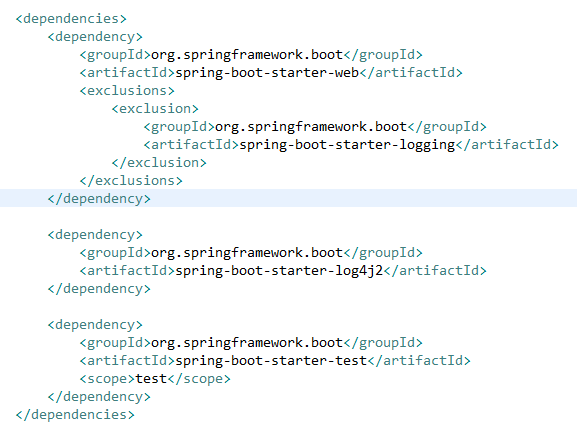 <dependencies>
    <dependency>
        <groupId>org.springframework.boot</groupId>
        <artifactId>spring-boot-starter-web</artifactId>
        <exclusions>
            <exclusion>
                <groupId>org.springframework.boot</groupId>
                <artifactId>spring-boot-starter-logging</artifactId>
            </exclusion>
        </exclusions>
    </dependency>
    <dependency>
        <groupId>org.springframework.boot</groupId>
        <artifactId>spring-boot-starter-log4j2</artifactId>
    </dependency>
    <dependency>
        <groupId>org.springframework.boot</groupId>
        <artifactId>spring-boot-starter-test</artifactId>
        <scope>test</scope>
    </dependency>
</dependencies>